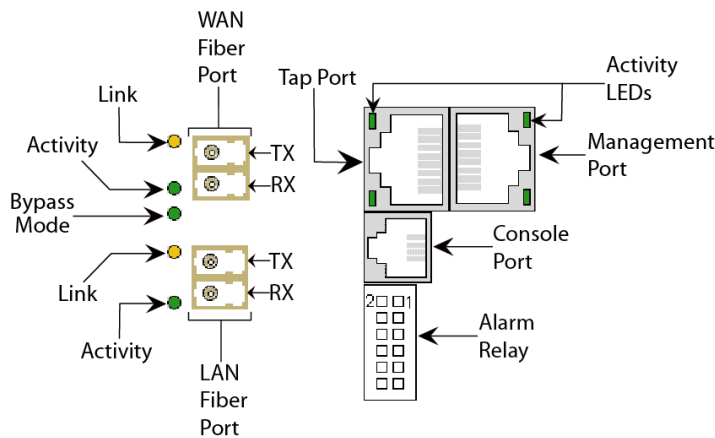 WAN
Fiber
Port
Link
Activity
Bypass
Mode
Link
Activity
TX
RX
TX
RX
LAN
Fiber
Port
Tap Port
Activity
LEDs
Management
Port
Console
Port
2 1
Alarm
Relay